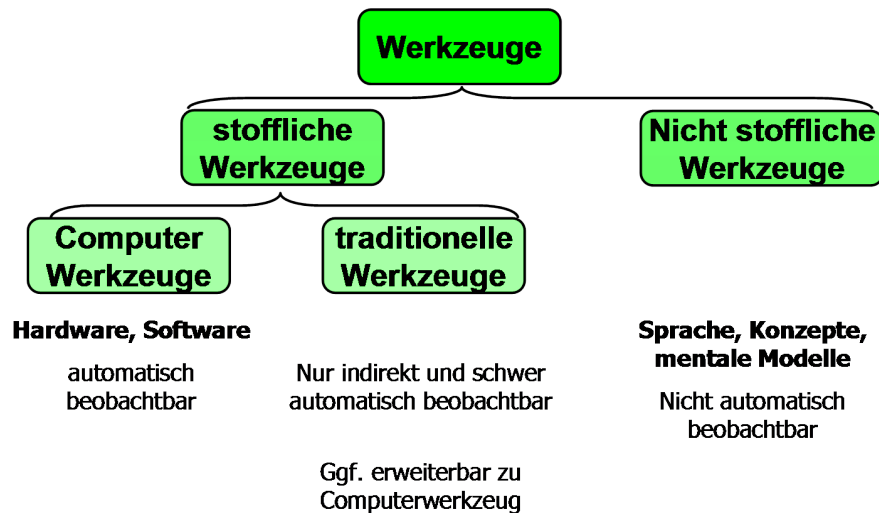 Werkzeuge
stoffliche
Werkzeuge
Nicht stoffliche
Werkzeuge
Computer
Werkzeuge
traditionelle
Werkzeuge
Hardware, Software
automatisch
beobachtbar
Nur indirekt und schwer
automatisch beobachtbar
Ggf. erweiterbar zu
Computerwerkzeug
Sprache, Konzepte,
mentale Modelle
Nicht automatisch
beobachtbar